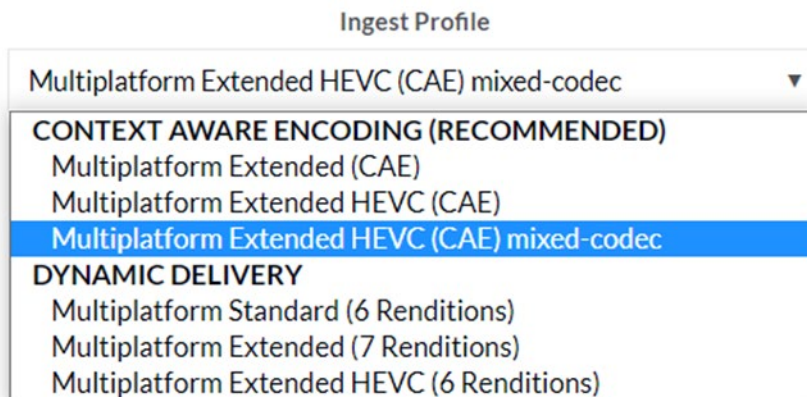 Ingest Profile
Multiplatform Extended HEVC (CAE) mixed-codec
CONTEXT AWARE ENCODING (RECOMMENDED)
Multiplatform Extended (CAE)
Multiplatform Extended HEVC (CAE)
Multiplatform Extended HEVC (CAE) mixed-codec
DYNAMIC DELIVERY
Multiplatform Standard (6 Renditions)
Multiplatform Extended (7 Renditions)
Multiplatform Extended HEVC (6 Renditions)